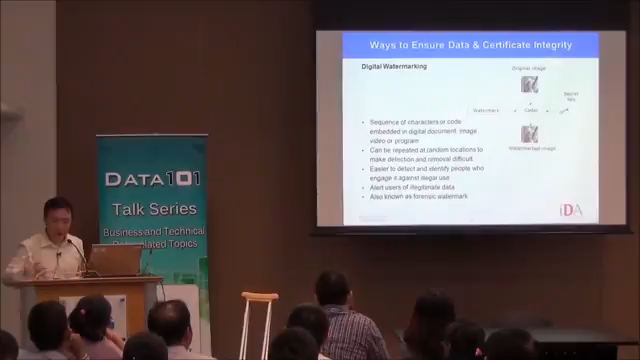 Ways to Ensure Data & Certificate Integrity
Digital Watermarking
Original image
Secret key
Watermark
Coder
Watermarked image
• Sequence of characters or code
embedded in digital document, image
video or program
• Can be repeated at random locations to
make detection and removal difficult
• Easier to detect and identify people who
engage it against illegal use
• Alert users of illegitimate data
• Also known as forensic watermark
iDA
DATA101
Talk Series
Business and Technical
Related Topics